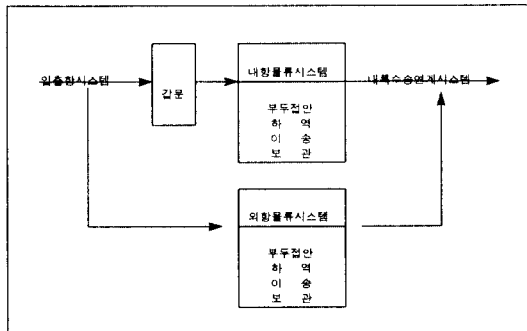 입출항시스템
갑문
내항물류시스템
부두접안
하 역
이 송
보 관
내륙수송연계시스템
외항물류시스템
부두접안
하 역
이 송
보 관